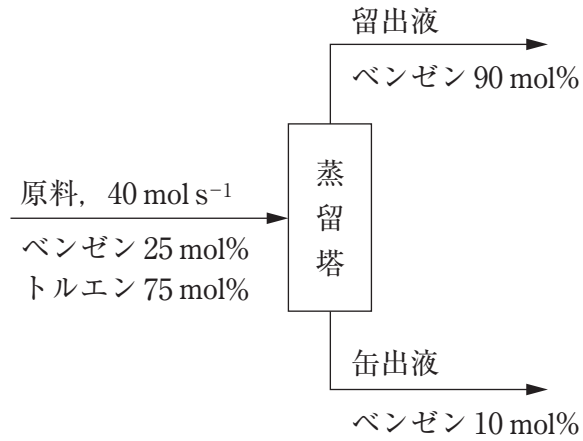 留出液
ベンゼン 90 mol%
蒸留塔
原料，40 mol s⁻¹
ベンゼン 25 mol%
トルエン 75 mol%
缶出液
ベンゼン 10 mol%